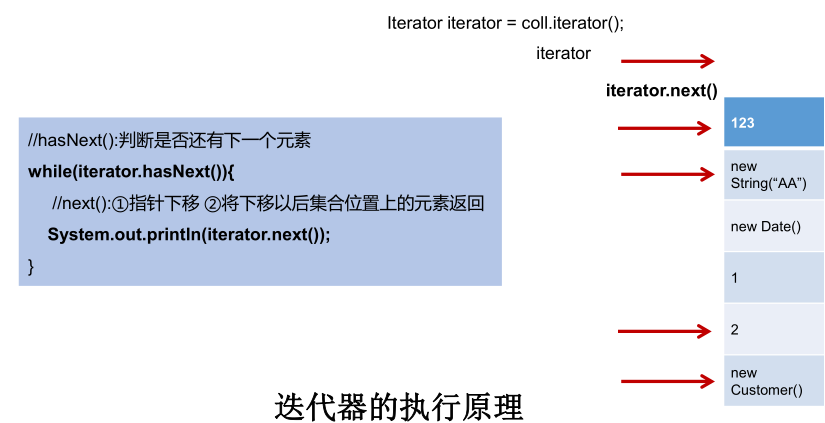 Iterator iterator = coll.iterator();
iterator
iterator.next()
//hasNext():判断是否还有下一个元素
while(iterator.hasNext()){
//next():①指针下移 ②将下移以后集合位置上的元素返回
System.out.println(iterator.next());
}
123
new
String(“AA”)
new Date()
1
2
new
Customer()
迭代器的执行原理